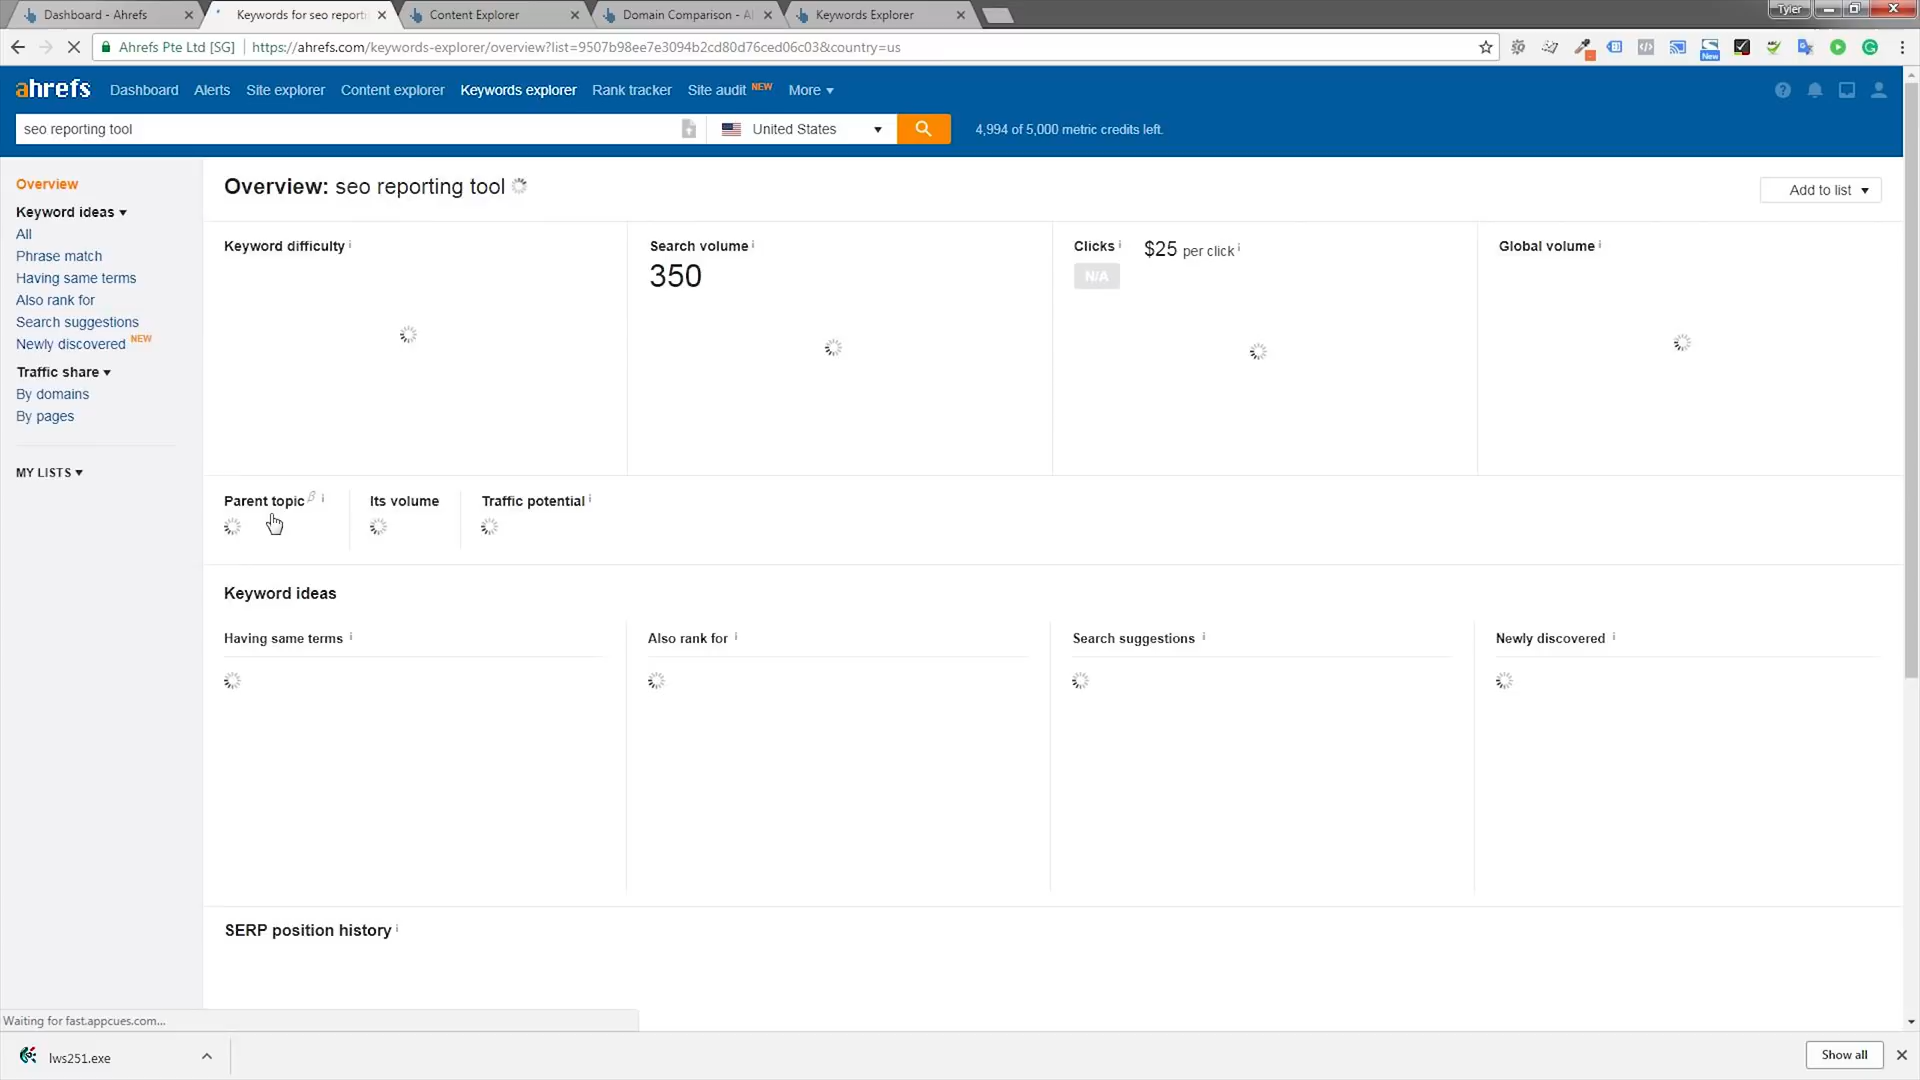 Dashboard - Ahrefs
Keywords for seo reporti
Content Explorer
Domain Comparison - A
Keywords Explorer
Tyler
Ahrefs Pte Ltd [SG]
https://ahrefs.com/keywords-explorer/overview?list=9507b98ee7e3094b2cd80d76ced06c03&country=us
New
ahrefs
Dashboard
Alerts
Site explorer
Content explorer
Keywords explorer
Rank tracker
Site audit NEW
More
seo reporting tool
United States
4,994 of 5,000 metric credits left.
Overview
Keyword ideas
All
Phrase match
Having same terms
Also rank for
Search suggestions
Newly discovered NEW
Traffic share
By domains
By pages
MY LISTS
Overview: seo reporting tool
Add to list
Keyword difficulty i
Search volume i
350
Clicks i
$25 per click i
N/A
Global volume i
Parent topic β i
Its volume
Traffic potential i
Keyword ideas
Having same terms i
Also rank for i
Search suggestions i
Newly discovered i
SERP position history i
Waiting for fast.appcues.com...
lws251.exe
Show all